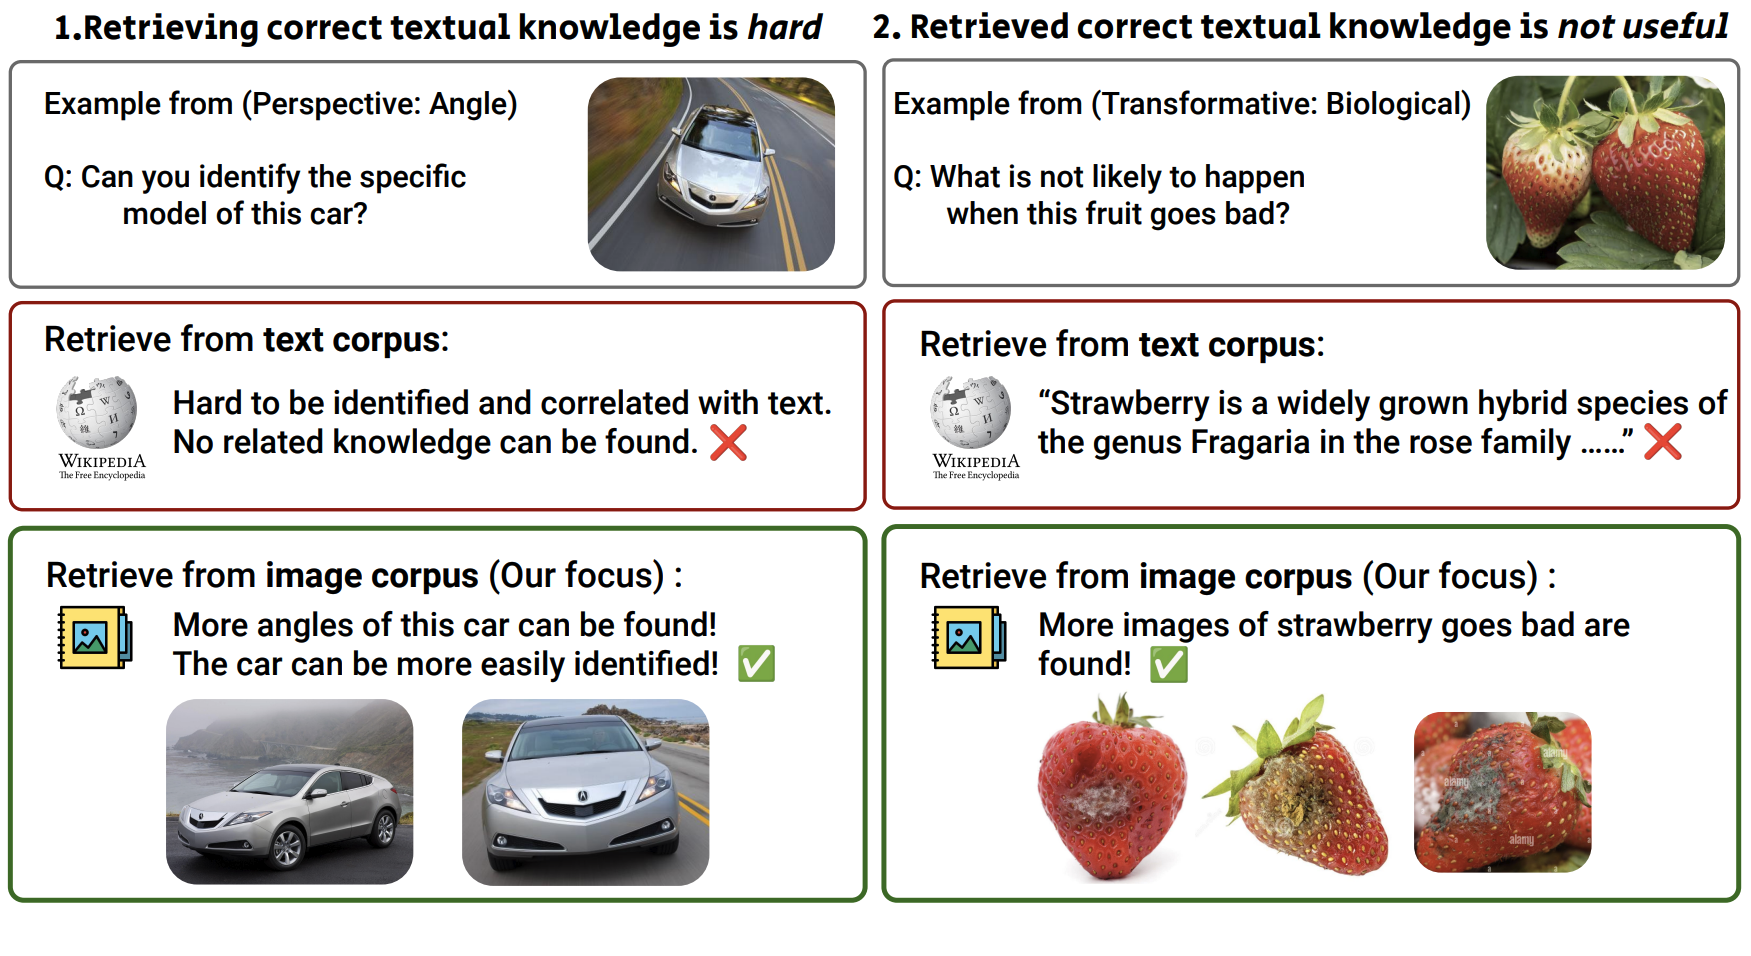 1.Retrieving correct textual knowledge is hard
Example from (Perspective: Angle)
Q: Can you identify the specific
model of this car?
Retrieve from text corpus:
Hard to be identified and correlated with text.
No related knowledge can be found. ❌
WIKIPEDIA
The Free Encyclopedia
Retrieve from image corpus (Our focus) :
More angles of this car can be found!
The car can be more easily identified! ✅
2. Retrieved correct textual knowledge is not useful
Example from (Transformative: Biological)
Q: What is not likely to happen
when this fruit goes bad?
Retrieve from text corpus:
“Strawberry is a widely grown hybrid species of
the genus Fragaria in the rose family ......” ❌
WIKIPEDIA
The Free Encyclopedia
Retrieve from image corpus (Our focus) :
More images of strawberry goes bad are
found! ✅
alamy
alamy
alamy